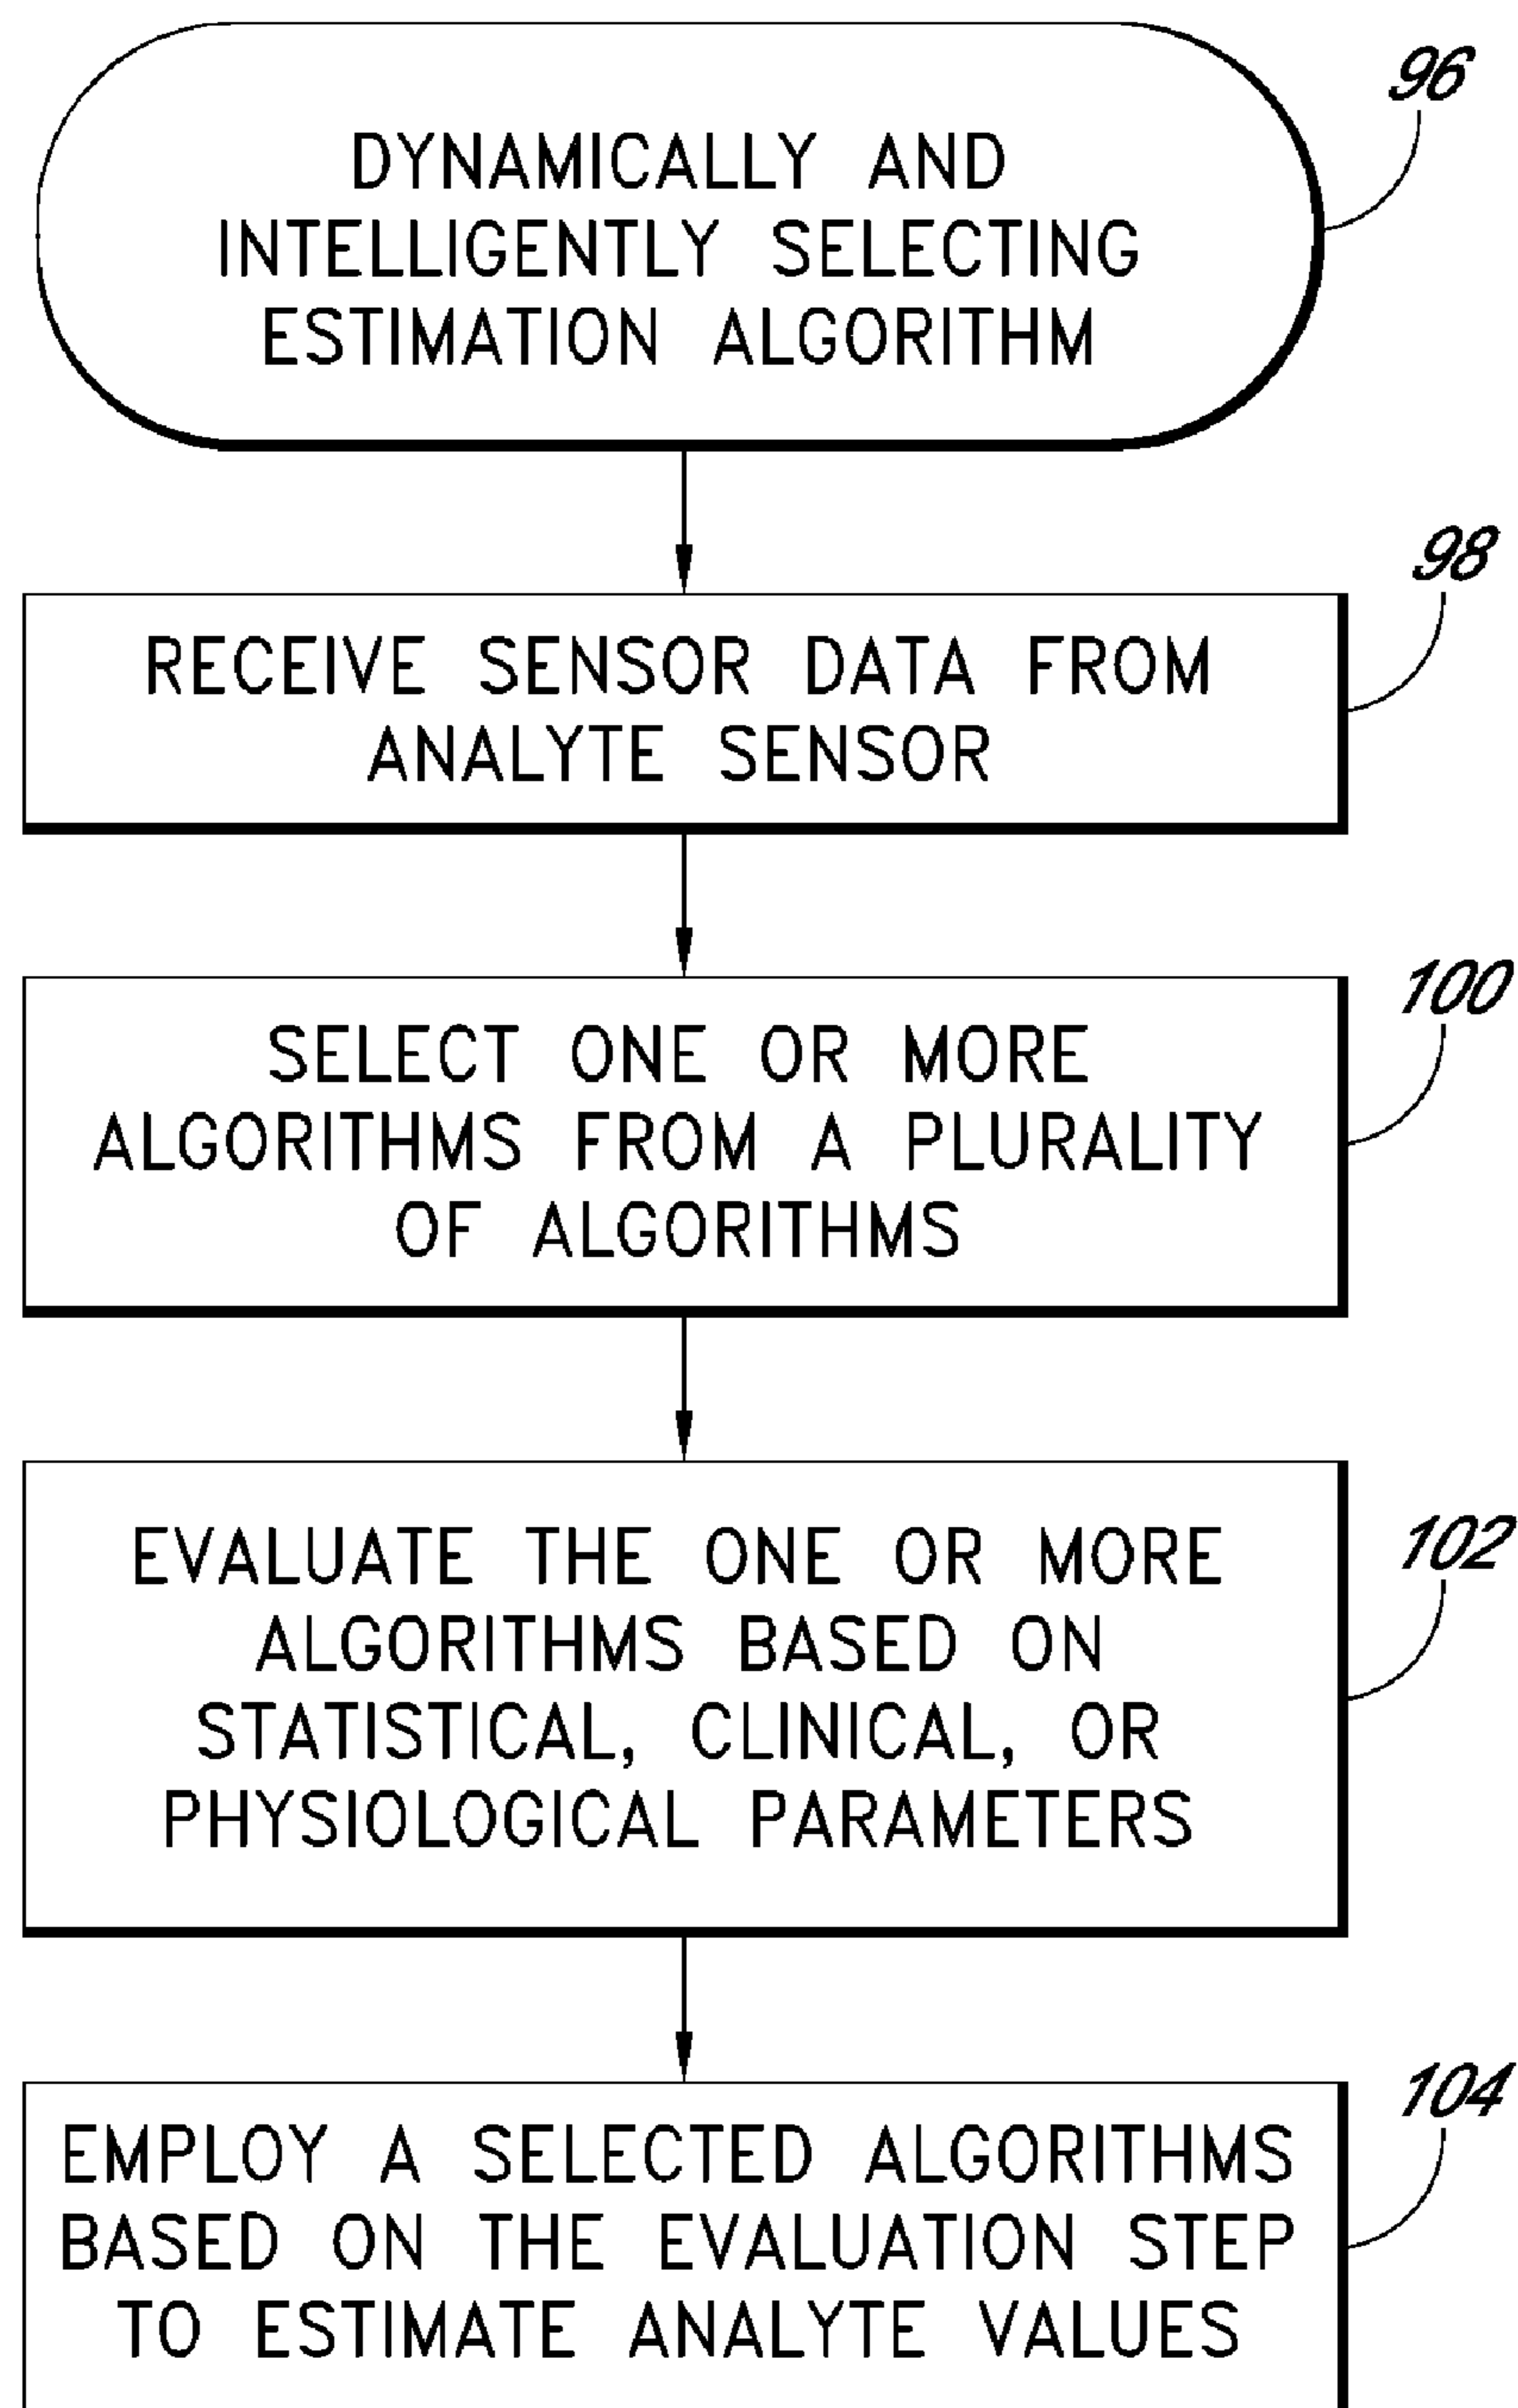 96
DYNAMICALLY AND
INTELLIGENTLY SELECTING
ESTIMATION ALGORITHM
98
RECEIVE SENSOR DATA FROM
ANALYTE SENSOR
100
SELECT ONE OR MORE
ALGORITHMS FROM A PLURALITY
OF ALGORITHMS
102
EVALUATE THE ONE OR MORE
ALGORITHMS BASED ON
STATISTICAL, CLINICAL, OR
PHYSIOLOGICAL PARAMETERS
104
EMPLOY A SELECTED ALGORITHMS
BASED ON THE EVALUATION STEP
TO ESTIMATE ANALYTE VALUES